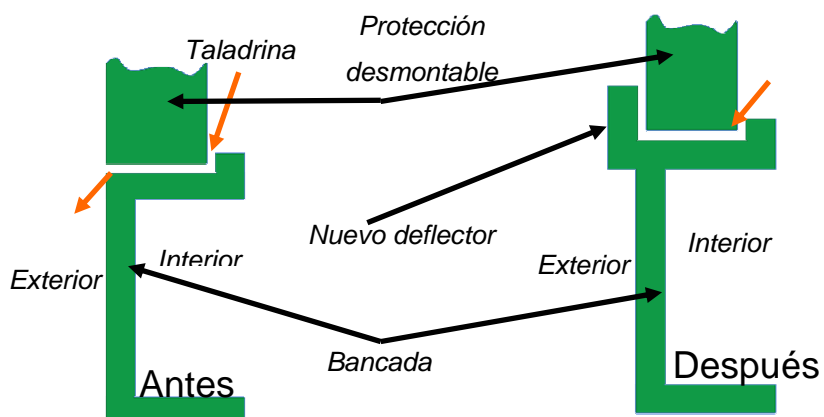 Taladrina
Protección
desmontable
Nuevo deflector
Exterior
Interior
Exterior
Interior
Bancada
Antes
Después